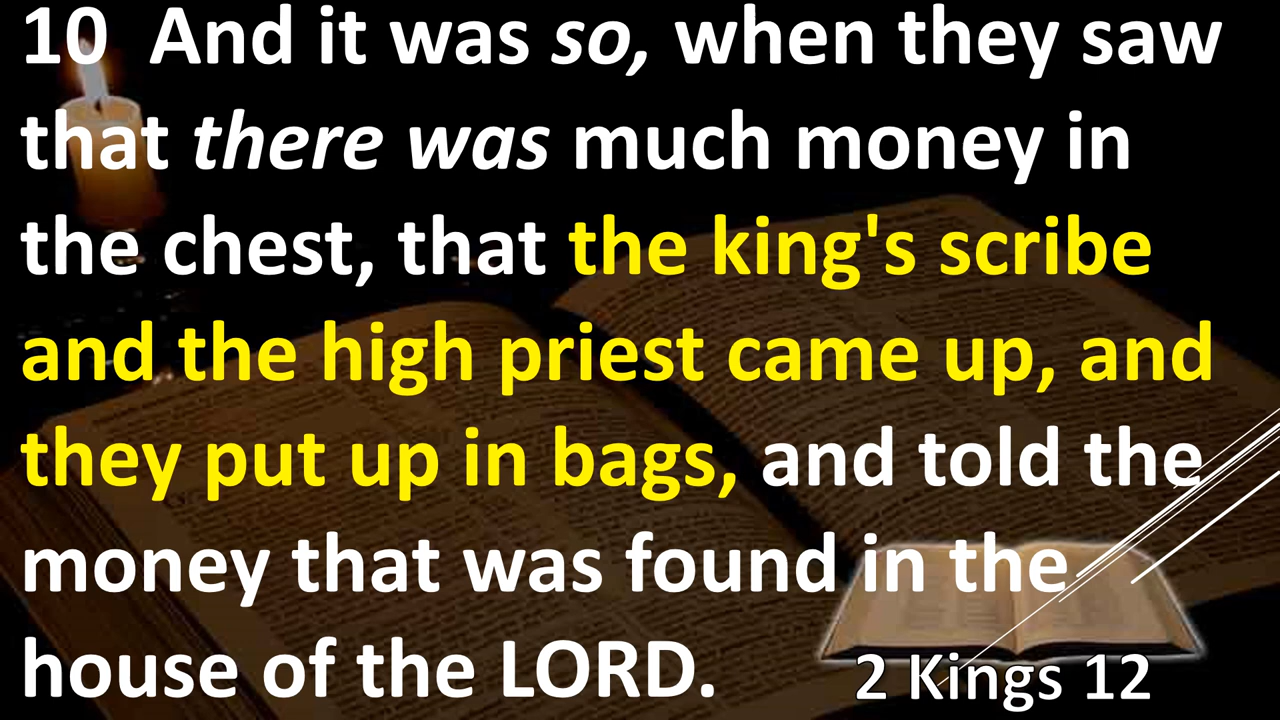 10 And it was so, when they saw
that there was much money in
the chest, that the king's scribe
and the high priest came up, and
they put up in bags, and told the
money that was found in the
house of the LORD.
2 Kings 12